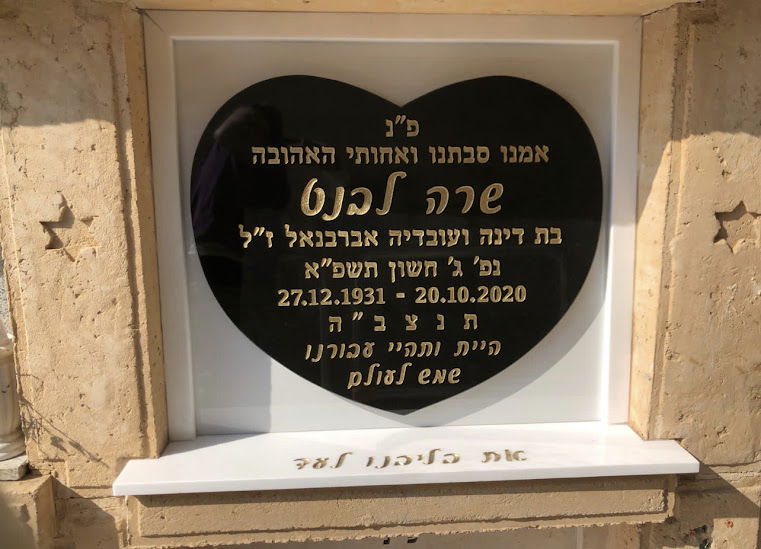 פ"נ
אמנו סבתנו ואחותי האהובה
שרה לבנט
בת דינה ועובדיה אברבנאל ז"ל
נפ' ג' חשון תשפ"א
27.12.1931 - 20.10.2020
ת נ צ ב " ה
היית ותהיי עבורנו
שמש לעולם
את בליבנו לעד